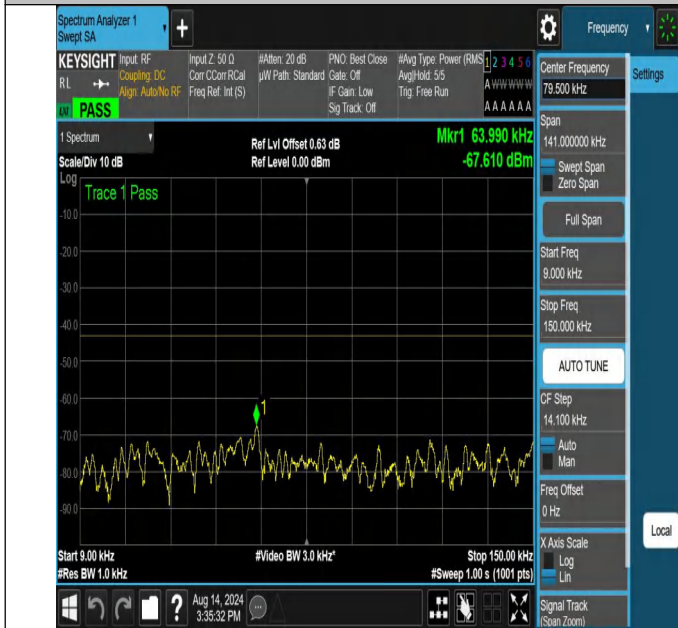 Spectrum Analyzer 1
Swept SA
+
Frequency
KEYSIGHT
RL
PASS
Input: RF
Coupling: DC
Align: Auto/No RF
Input Z: 50 Ω
Corr CCorr RCal
Freq Ref: Int (S)
#Atten: 20 dB
µW Path: Standard
PNO: Best Close
Gate: Off
IF Gain: Low
Sig Track: Off
#Avg Type: Power (RMS
Avg|Hold: 5/5
Trig: Free Run
1 2 3 4 5 6
A W W W W W
A A A A A A
Center Frequency
79.500 kHz
Settings
Span
141.000000 kHz
Swept Span
Zero Span
Full Span
Start Freq
9.000 kHz
Stop Freq
150.000 kHz
AUTO TUNE
CF Step
14.100 kHz
Auto
Man
Freq Offset
0 Hz
X Axis Scale
Log
Lin
Signal Track
(Span Zoom)
Local
1 Spectrum
Scale/Div 10 dB
Ref Lvl Offset 0.63 dB
Ref Level 0.00 dBm
Mkr1 63.990 kHz
-67.610 dBm
Log
Trace 1 Pass
-10.0
-20.0
-30.0
-40.0
-50.0
-60.0
-70.0
-80.0
-90.0
1
Start 9.00 kHz
#Video BW 3.0 kHz*
Stop 150.00 kHz
#Res BW 1.0 kHz
#Sweep 1.00 s (1001 pts)
?
Aug 14, 2024
3:35:32 PM